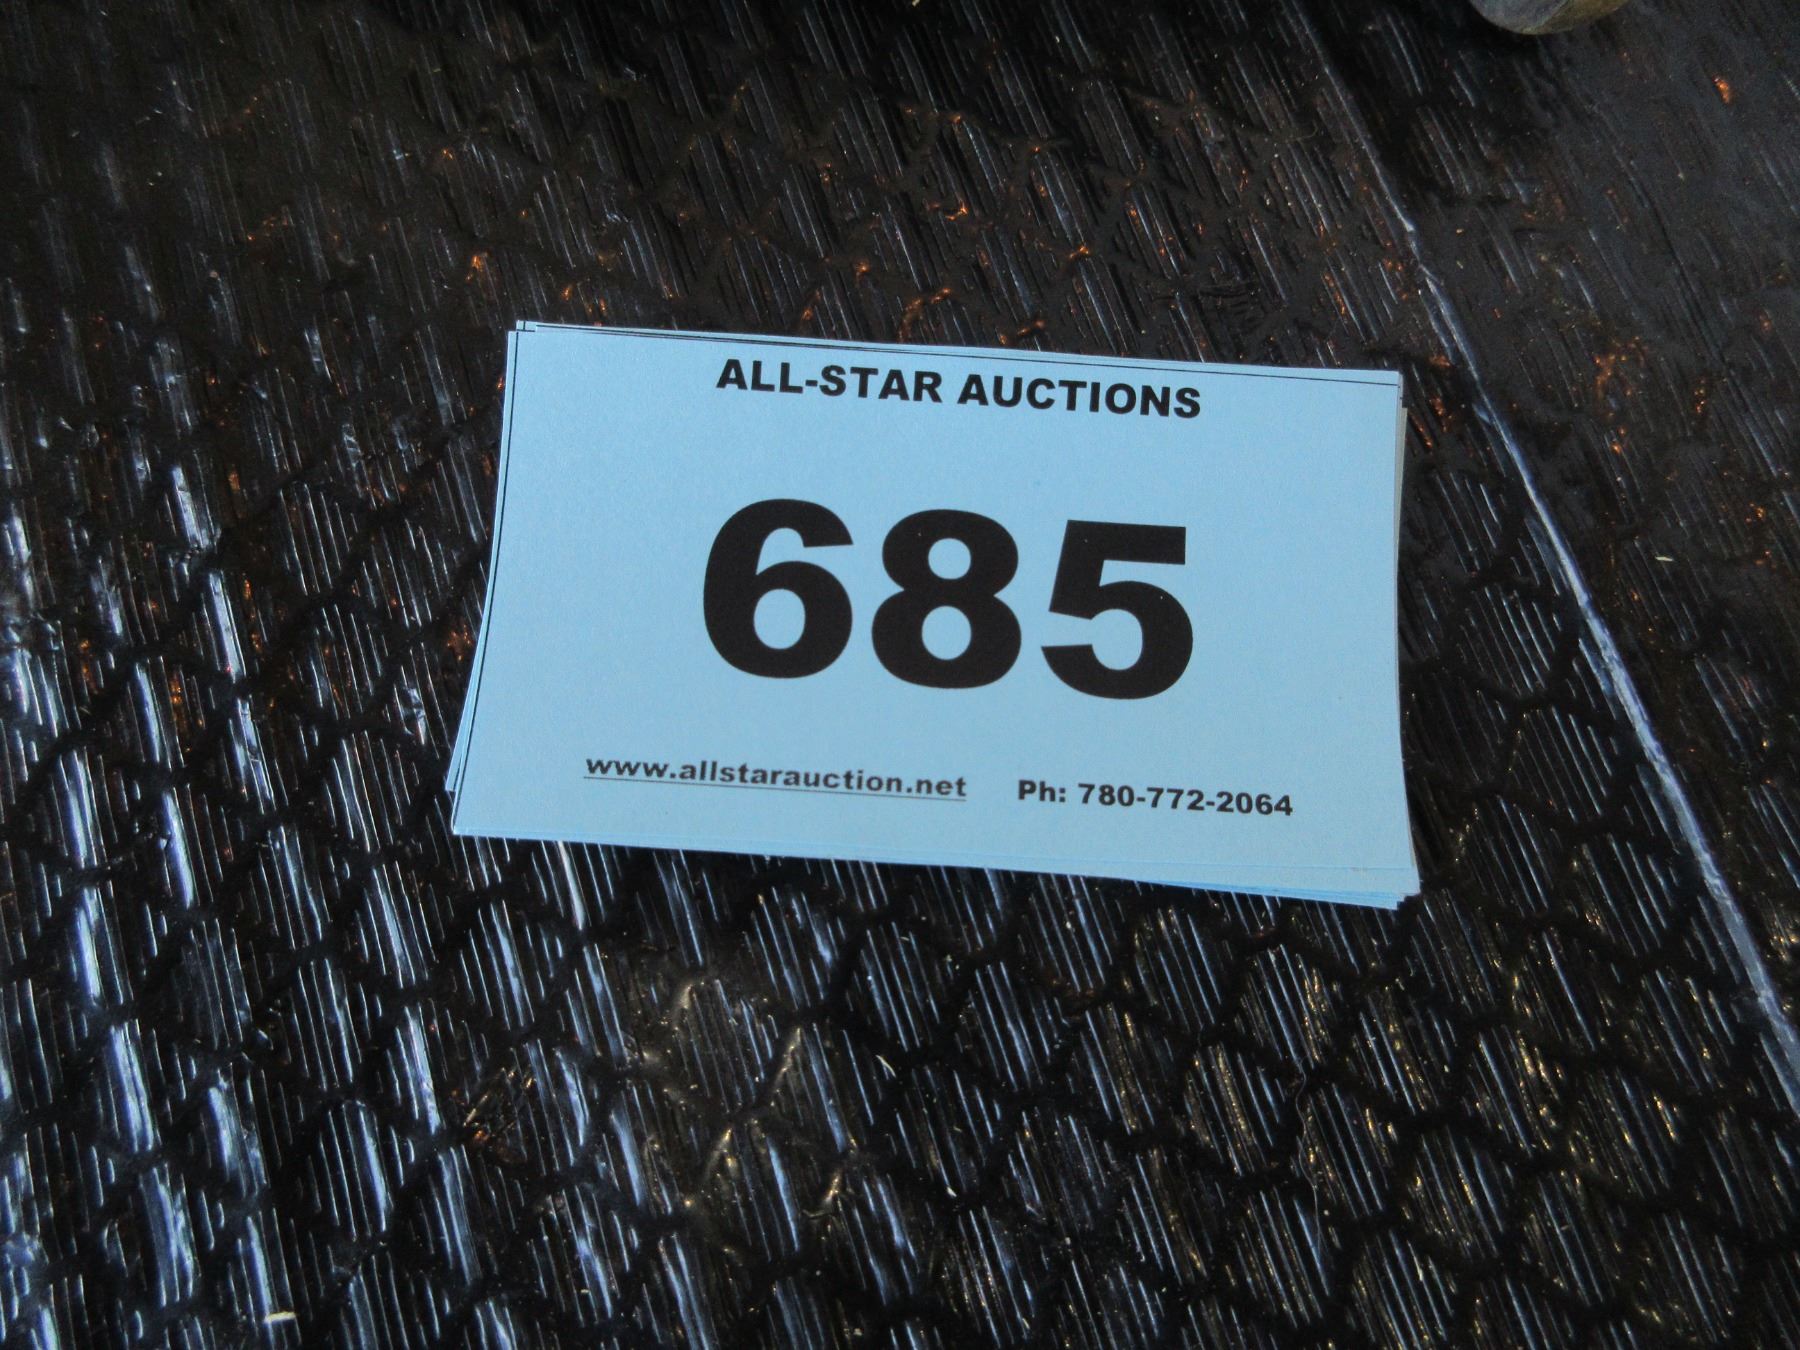 ALL-STAR AUCTIONS
685
www.allstarauction.net Ph: 780-772-2064